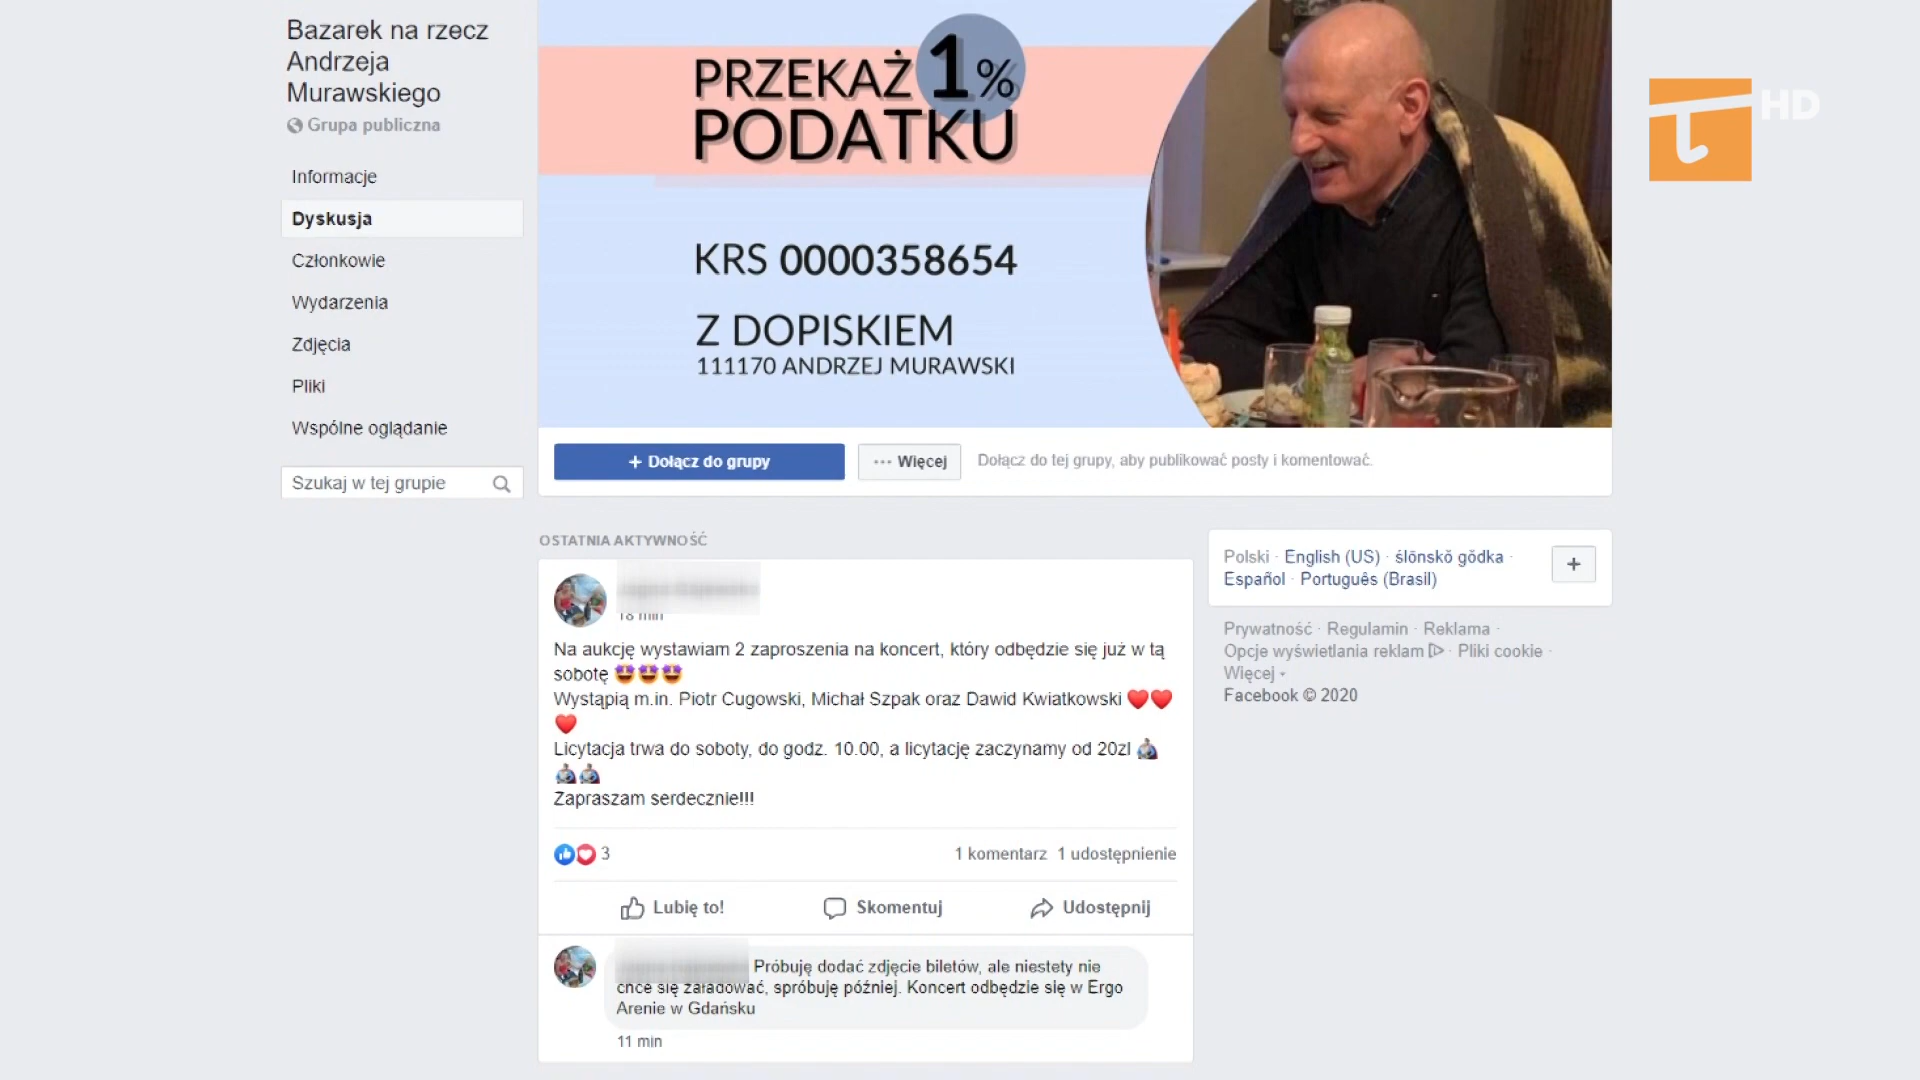 Bazarek na rzecz
Andrzeja
Murawskiego
Grupa publiczna
Informacje
Dyskusja
Członkowie
Wydarzenia
Zdjęcia
Pliki
Wspólne oglądanie
Szukaj w tej grupie
PRZEKAŻ 1%
PODATKU
KRS 0000358654
Z DOPISKIEM
111170 ANDRZEJ MURAWSKI
HD
+ Dołącz do grupy
··· Więcej
Dołącz do tej grupy, aby publikować posty i komentować.
OSTATNIA AKTYWNOŚĆ
18 min
Na aukcję wystawiam 2 zaproszenia na koncert, który odbędzie się już w tą
sobotę 🤩🤩🤩
Wystąpią m.in. Piotr Cugowski, Michał Szpak oraz Dawid Kwiatkowski ❤️❤️
❤️
Licytacja trwa do soboty, do godz. 10.00, a licytację zaczynamy od 20zl
Zapraszam serdecznie!!!
3
1 komentarz 1 udostępnienie
Lubię to!
Skomentuj
Udostępnij
Próbuję dodać zdjęcie biletów, ale niestety nie
chce się załadować, spróbuję później. Koncert odbędzie się w Ergo
Arenie w Gdańsku
11 min
Polski · English (US) · ślōnskŏ gŏdka ·
Español · Português (Brasil)
+
Prywatność · Regulamin · Reklama ·
Opcje wyświetlania reklam · Pliki cookie ·
Więcej
Facebook © 2020